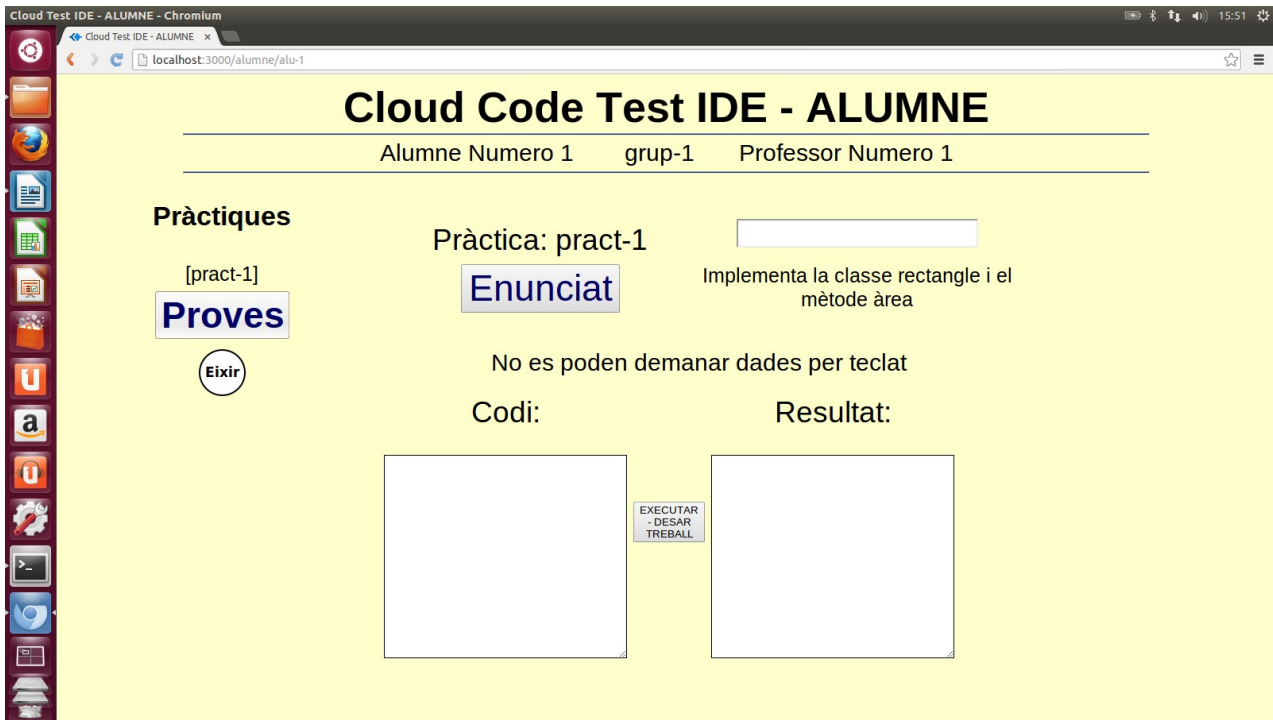 Cloud Test IDE - ALUMNE - Chromium
15:51
Cloud Test IDE - ALUMNE
localhost:3000/alumne/alu-1
Cloud Code Test IDE - ALUMNE
Alumne Numero 1 grup-1 Professor Numero 1
Pràctiques
[pract-1]
Proves
Eixir
Pràctica: pract-1
Enunciat
Implementa la classe rectangle i el
mètode àrea
No es poden demanar dades per teclat
Codi:
Resultat:
EXECUTAR
- DESAR
TREBALL